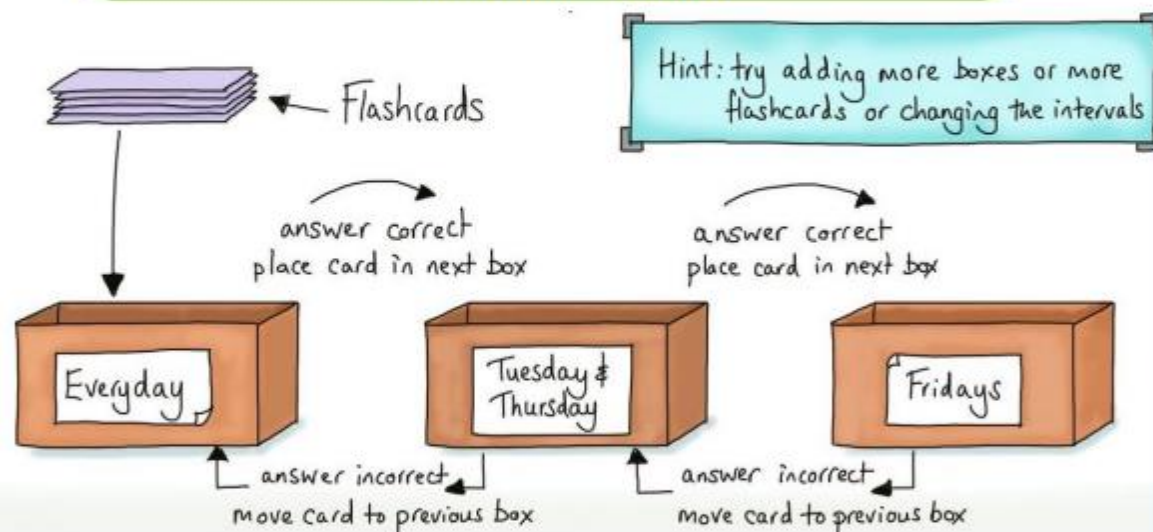 Flashcards
Hint: try adding more boxes or more
flashcards or changing the intervals
answer correct
place card in next box
answer correct
place card in next box
Everyday
Tuesday &
Thursday
Fridays
answer incorrect
move card to previous box
answer incorrect
move card to previous box